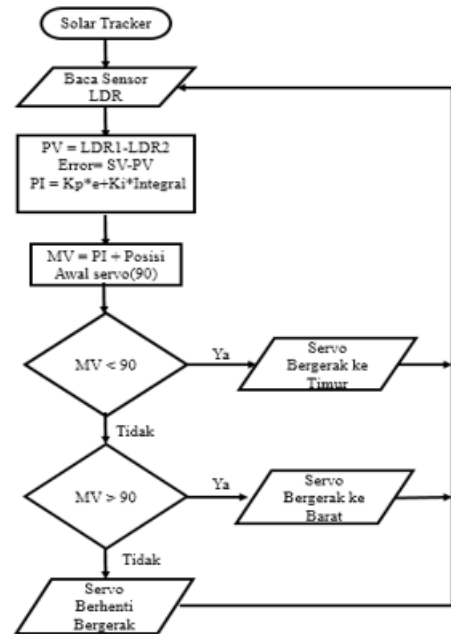 Solar Tracker
Baca Sensor
LDR
PV = LDR1-LDR2
Error= SV-PV
PI = Kp*e+Ki*Integral
MV = PI + Posisi
Awal servo(90)
MV < 90
Ya
Servo
Bergerak ke
Timur
Tidak
MV > 90
Ya
Servo
Bergerak ke
Barat
Tidak
Servo
Berhenti
Bergerak